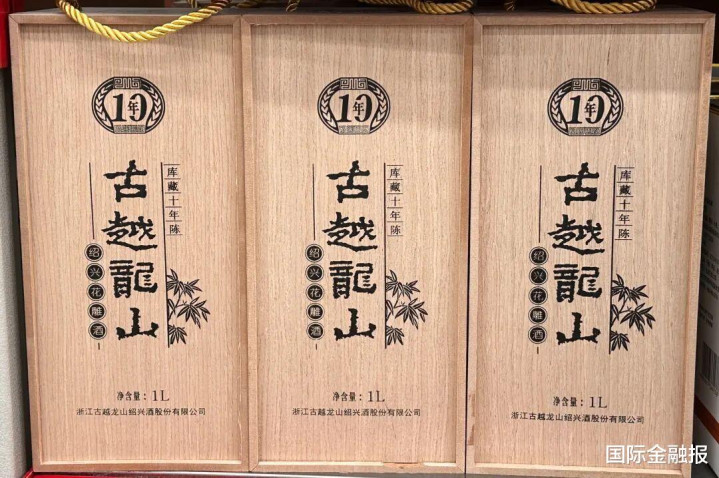 10年
古越龍山
库藏十年陈
绍兴花雕酒
净含量：1L
浙江古越龙山绍兴酒股份有限公司
10年
古越龍山
库藏十年陈
绍兴花雕酒
净含量：1L
浙江古越龙山绍兴酒股份有限公司
10年
古越龍山
库藏十年陈
绍兴花雕酒
净含量：1L
浙江古越龙山绍兴酒股份有限公司
国际金融报